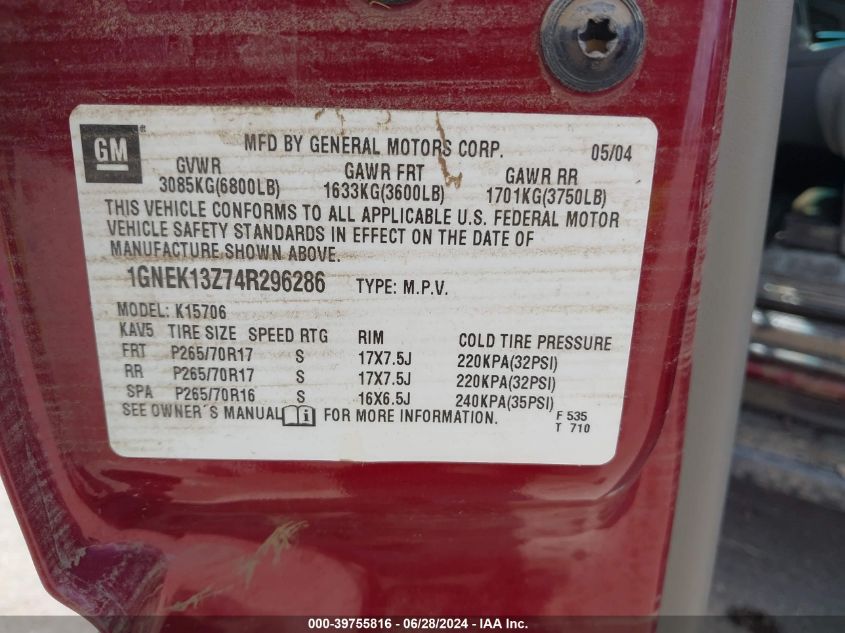 GM
MFD BY GENERAL MOTORS CORP. 05/04
GVWR GAWR FRT GAWR RR
3085KG(6800LB) 1633KG(3600LB) 1701KG(3750LB)
THIS VEHICLE CONFORMS TO ALL APPLICABLE U.S. FEDERAL MOTOR
VEHICLE SAFETY STANDARDS IN EFFECT ON THE DATE OF
MANUFACTURE SHOWN ABOVE.
1GNEK13Z74R296286 TYPE: M.P.V.
MODEL: K15706
KAV5 TIRE SIZE SPEED RTG RIM COLD TIRE PRESSURE
FRT P265/70R17 S 17X7.5J 220KPA(32PSI)
RR P265/70R17 S 17X7.5J 220KPA(32PSI)
SPA P265/70R16 S 16X6.5J 240KPA(35PSI)
SEE OWNER´S MANUAL i FOR MORE INFORMATION. F 535
T 710
000-39755816 / 06/28/2024 - IAA Inc.